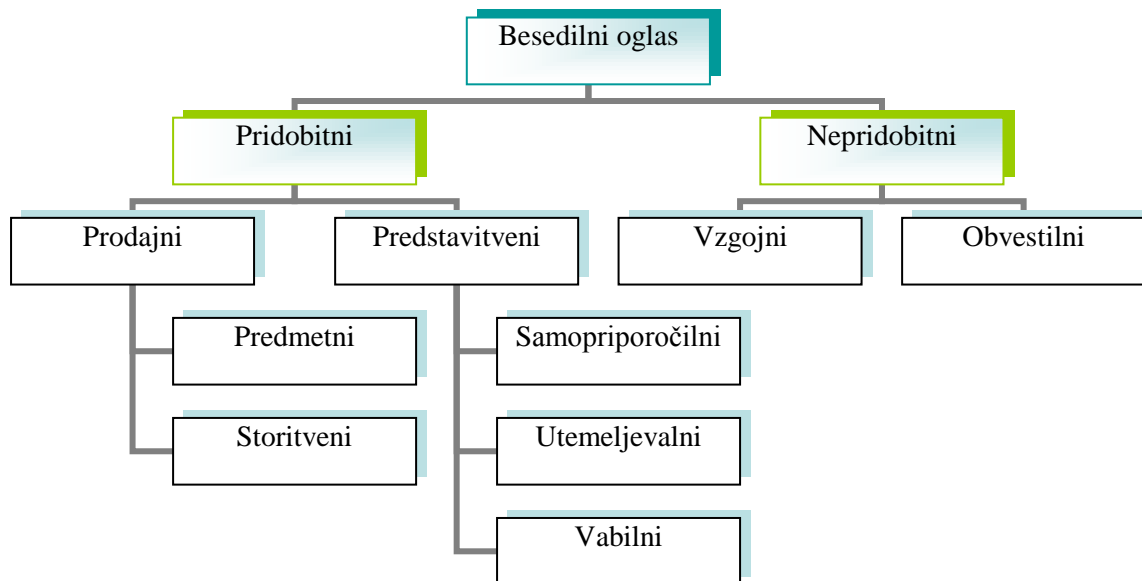 Besedilni oglas
Pridobitni
Nepridobitni
Prodajni
Predstavitveni
Vzgojni
Obvestilni
Predmetni
Samopriporočilni
Storitveni
Utemeljevalni
Vabilni